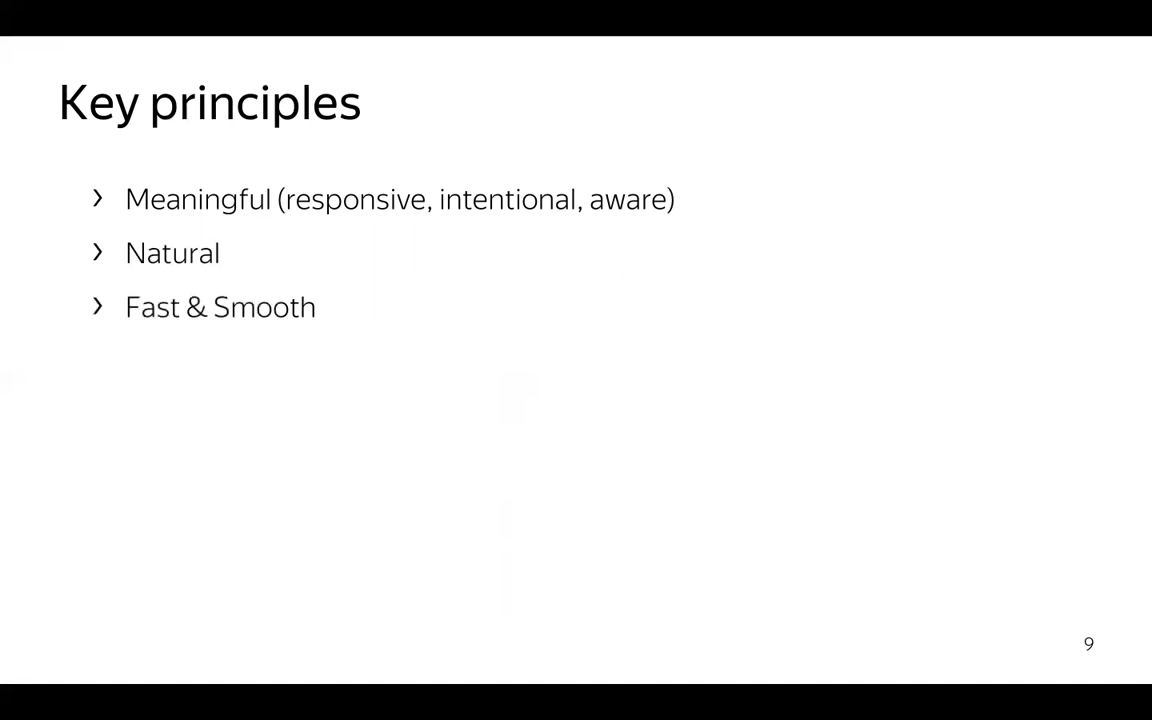 Key principles
› Meaningful (responsive, intentional, aware)
› Natural
› Fast & Smooth
9